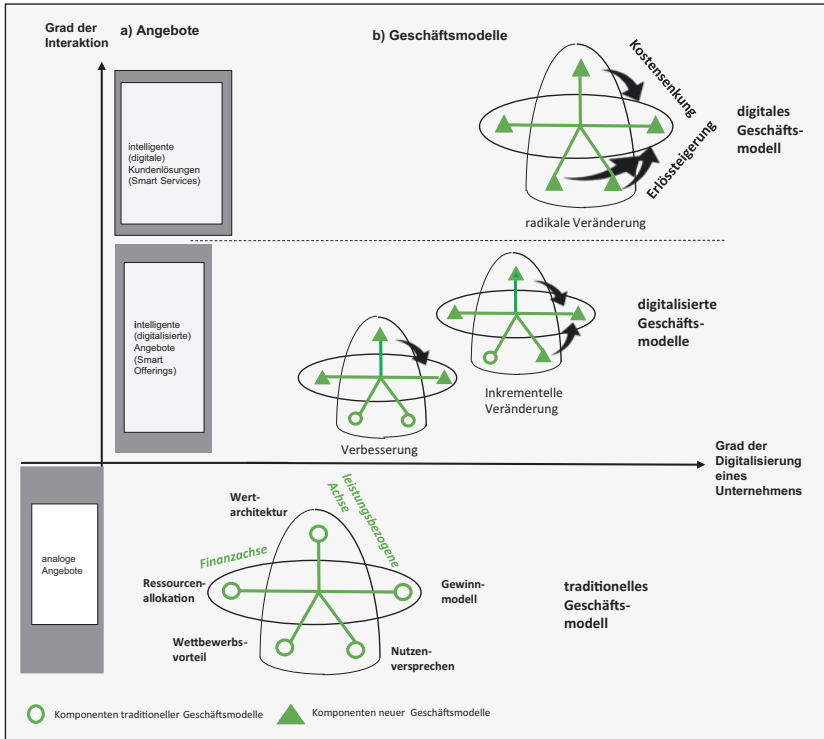 Grad der
Interaktion
a) Angebote
b) Geschäftsmodelle
intelligente
(digitale)
Kundenlösungen
(Smart Services)
Kostensenkung
Erlössteigerung
digitales
Geschäfts-
modell
radikale Veränderung
intelligente
(digitalisierte)
Angebote
(Smart
Offerings)
digitalisierte
Geschäfts-
modelle
Inkrementelle
Veränderung
Verbesserung
Grad der
Digitalisierung
eines
Unternehmens
analoge
Angebote
Wert-
architektur
leistungsbezogene
Achse
Finanzachse
Ressourcen-
allokation
Gewinn-
modell
Wettbewerbs-
vorteil
Nutzen-
versprechen
traditionelles
Geschäfts-
modell
Komponenten traditioneller Geschäftsmodelle
Komponenten neuer Geschäftsmodelle